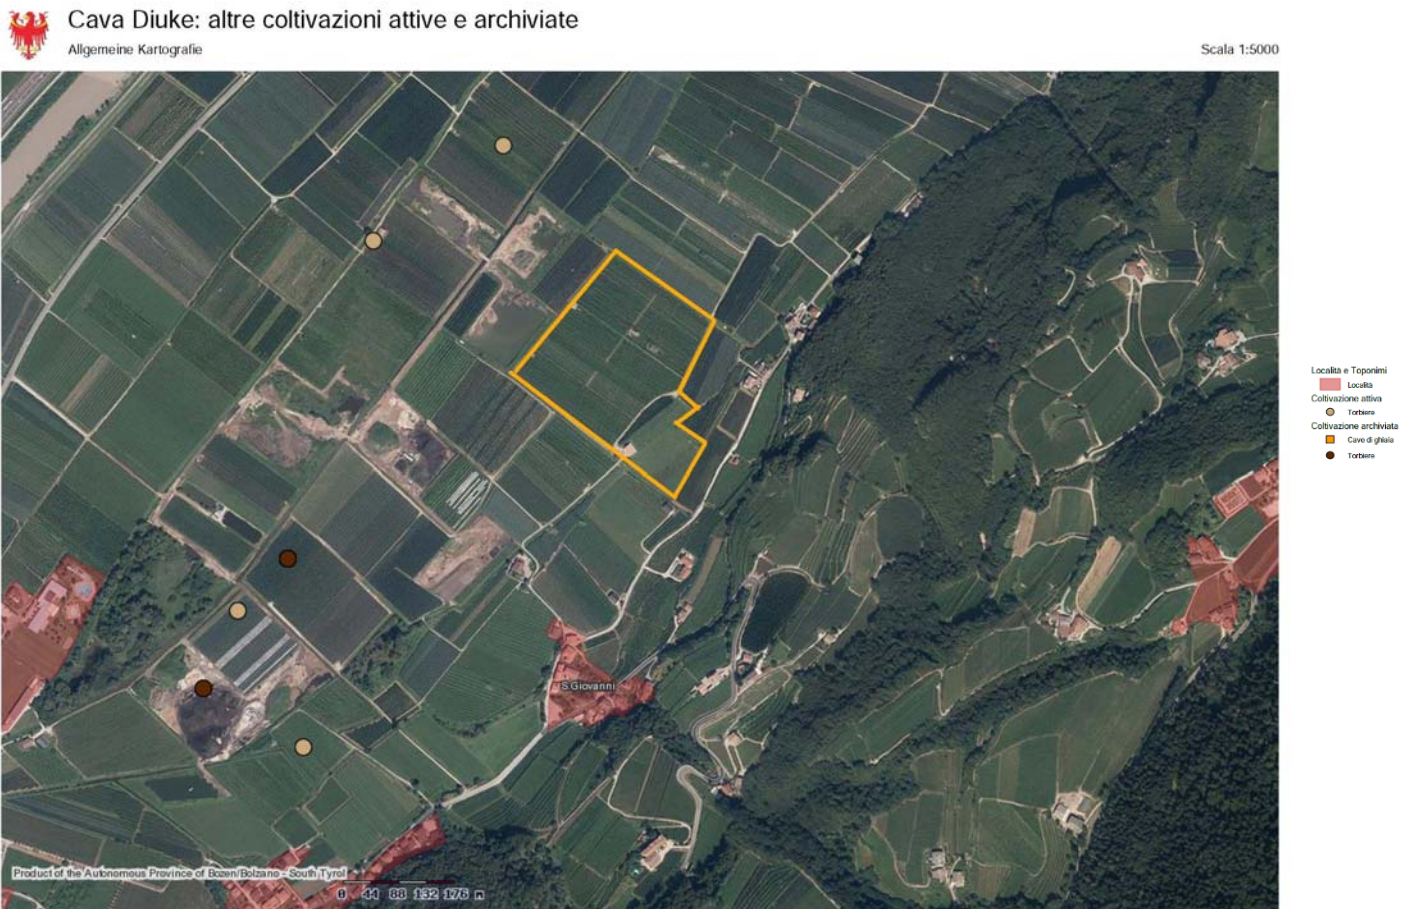 Cava Diuke: altre coltivazioni attive e archiviate
Allgemeine Kartografie
Scala 1:5000
Località e Toponimi
Località
Coltivazione attiva
Torbiere
Coltivazione archiviata
Cave di ghiaia
Torbiere
S.Giovanni
Product of the Autonomous Province of Bozen/Bolzano - South Tyrol
0 44 88 132 176 m